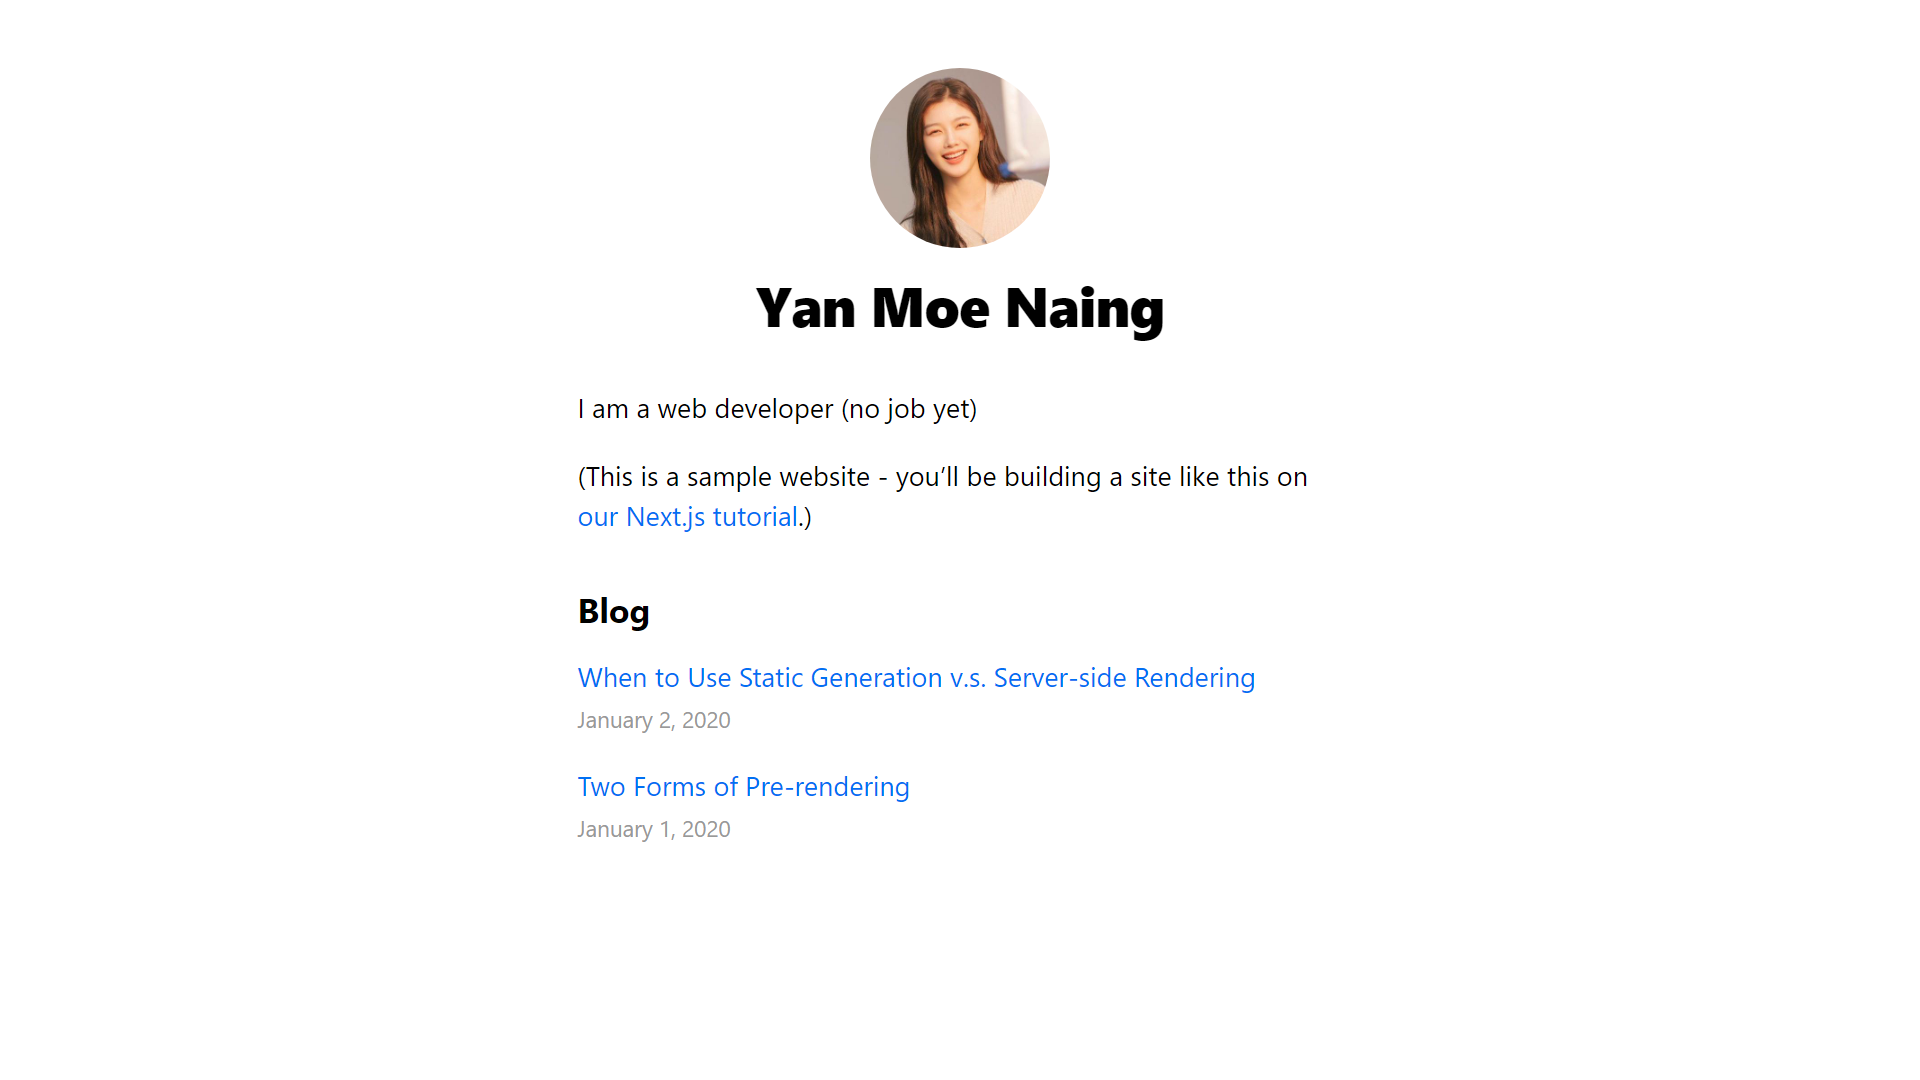 Yan Moe Naing
I am a web developer (no job yet)
(This is a sample website - you’ll be building a site like this on
our Next.js tutorial.)
Blog
When to Use Static Generation v.s. Server-side Rendering
January 2, 2020
Two Forms of Pre-rendering
January 1, 2020